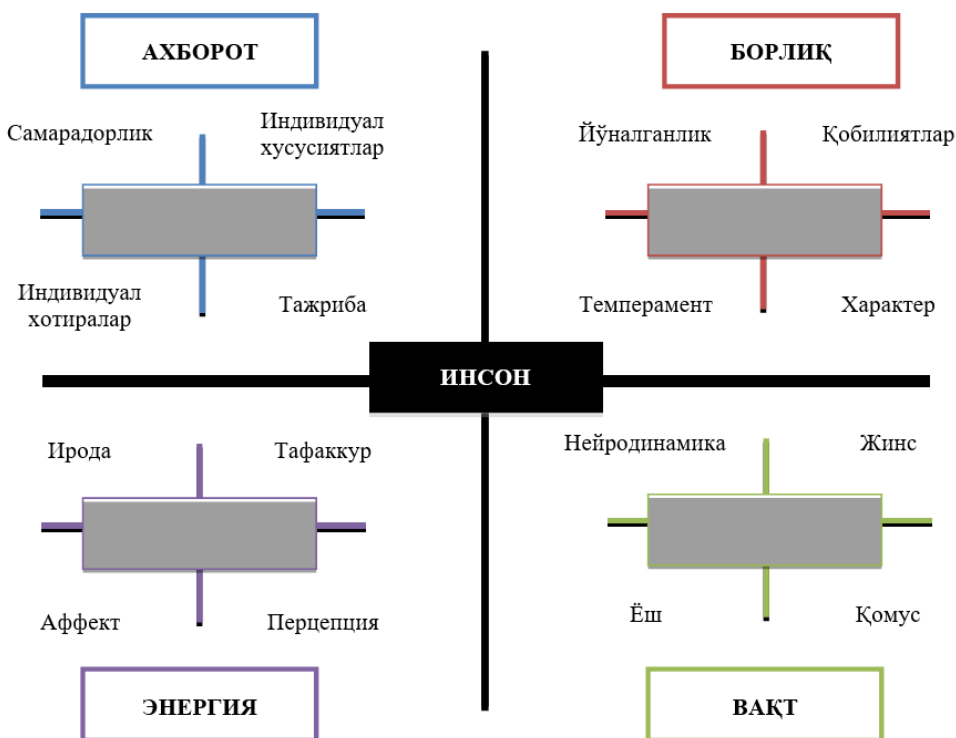 АХБОРОТ
БОРЛИҚ
Самарадорлик
Индивидуал
хусусиятлар
Йўналганлик
Қобилиятлар
Индивидуал
хотиралар
Тажриба
Темперамент
Характер
ИНСОН
Ирода
Тафаккур
Нейродинамика
Жинс
Аффект
Перцепция
Ёш
Қомус
ЭНЕРГИЯ
ВАҚТ